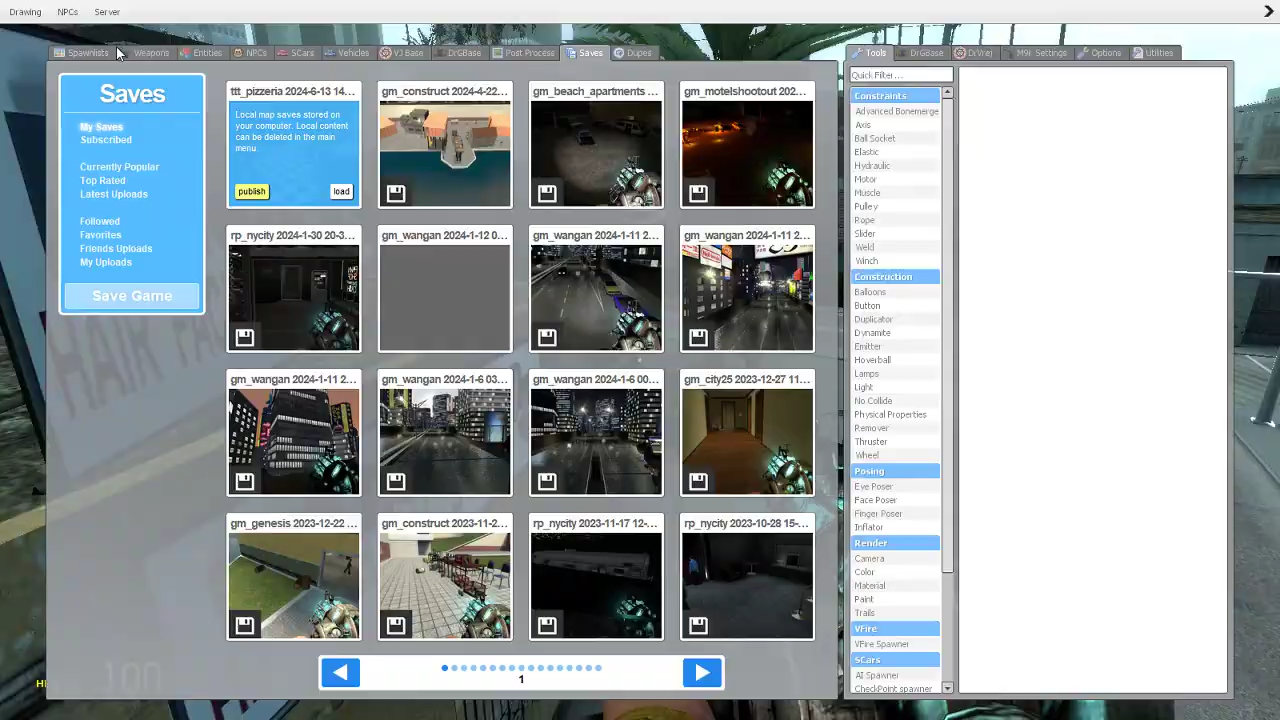 Drawing NPCs Server
Spawnlists Weapons Entities NPCs SCars Vehicles VJ Base DrGBase Post Process Saves Dupes
Tools DrGBase DrVrej Settings Options Utilities
Saves
My Saves
Subscribed
Currently Popular
Top Rated
Latest Uploads
Followed
Favorites
Friends Uploads
My Uploads
Save Game
ttt_pizzeria 2024-6-13 14...
Local map saves stored on
your computer. Local content
can be deleted in the main
menu.
publish load
gm_construct 2024-4-22...
gm_beach_apartments ...
gm_motelshootout 202...
rp_nycity 2024-1-30 20-3...
gm_wangan 2024-1-12 0...
gm_wangan 2024-1-11 2...
gm_wangan 2024-1-11 2...
gm_wangan 2024-1-11 2...
gm_wangan 2024-1-6 03...
gm_wangan 2024-1-6 00...
gm_city25 2023-12-27 11...
gm_genesis 2023-12-22 ...
gm_construct 2023-11-2...
rp_nycity 2023-11-17 12-...
rp_nycity 2023-10-28 15-...
1
Quick Filter...
Constraints
Advanced Bonemerge
Axis
Ball Socket
Elastic
Hydraulic
Motor
Muscle
Pulley
Rope
Slider
Weld
Winch
Construction
Balloons
Button
Duplicator
Dynamite
Emitter
Hoverball
Lamps
Light
No Collide
Physical Properties
Remover
Thruster
Wheel
Posing
Eye Poser
Face Poser
Finger Poser
Inflator
Render
Camera
Color
Material
Paint
Trails
VFire
VFire Spawner
SCars
AI Spawner
CheckPoint spawner
100